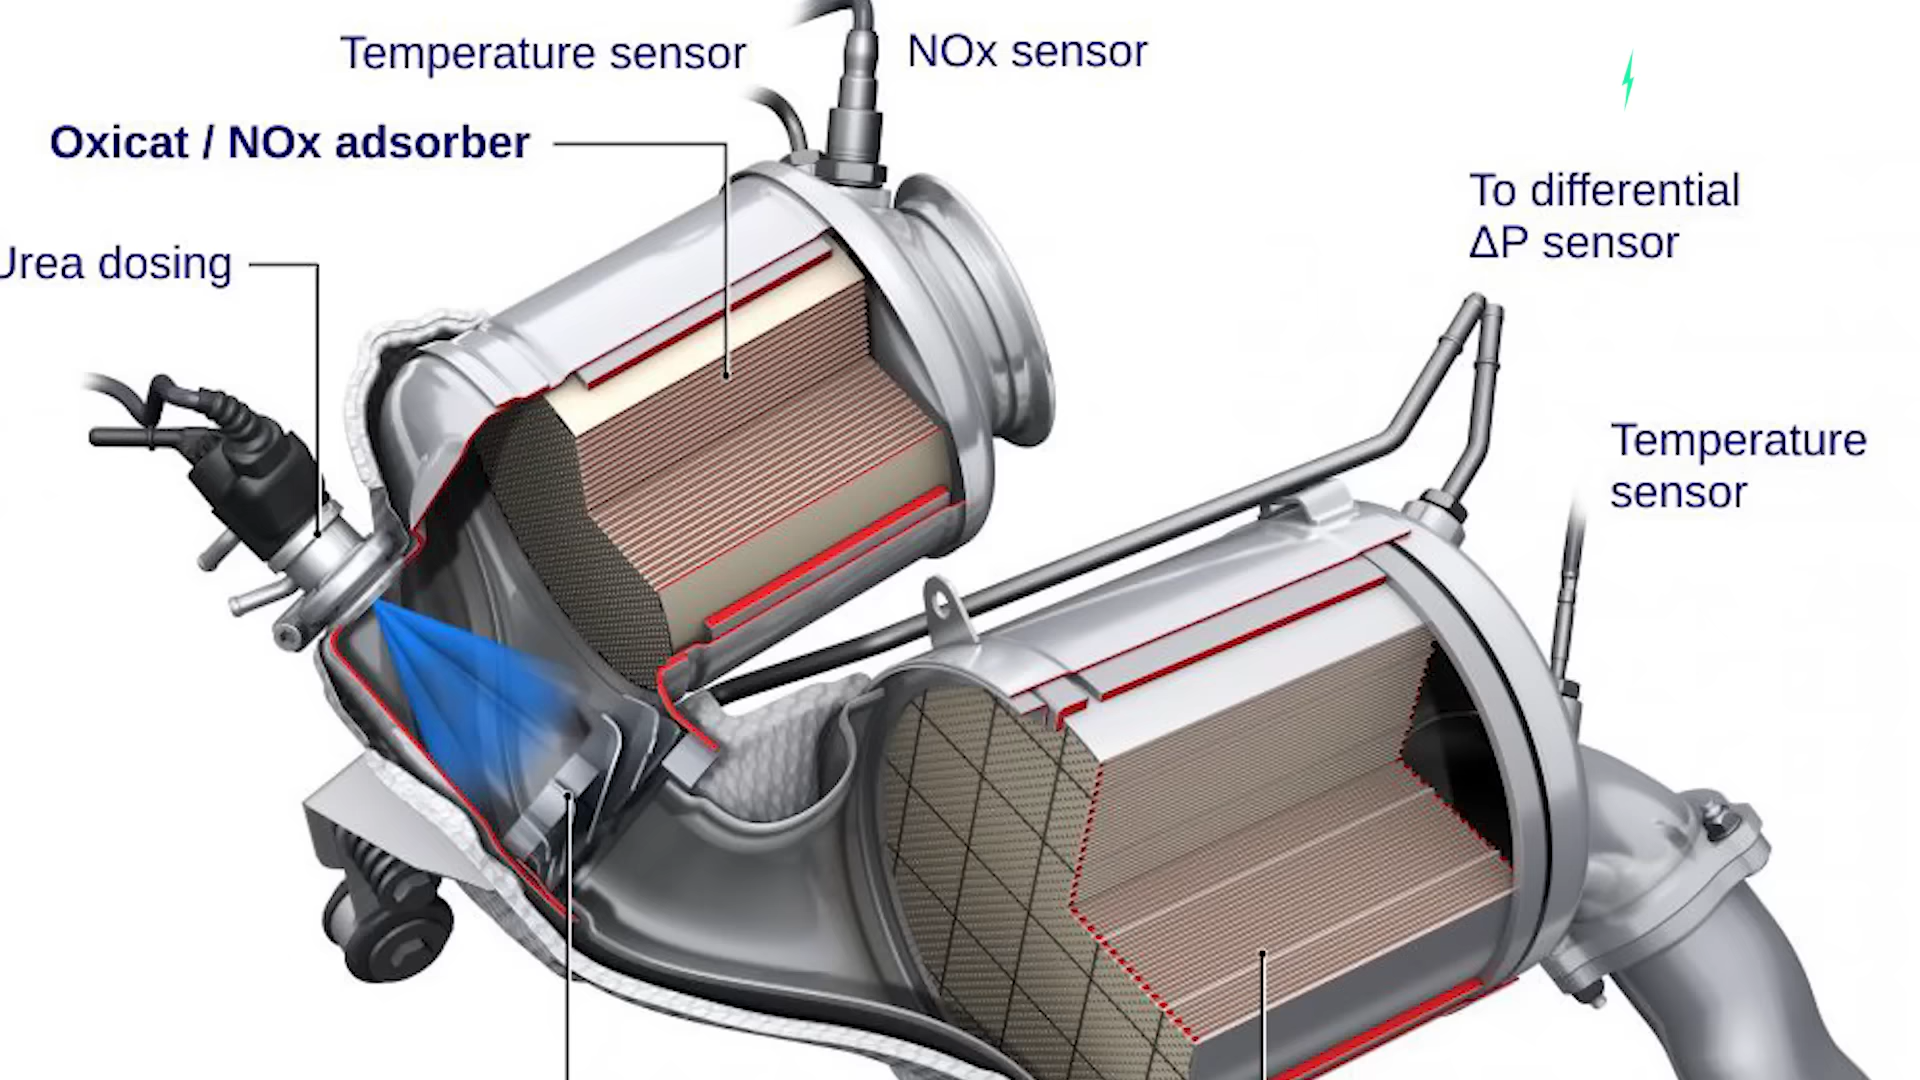 Temperature sensor
NOx sensor
Oxicat / NOx adsorber
To differential
ΔP sensor
Urea dosing
Temperature
sensor